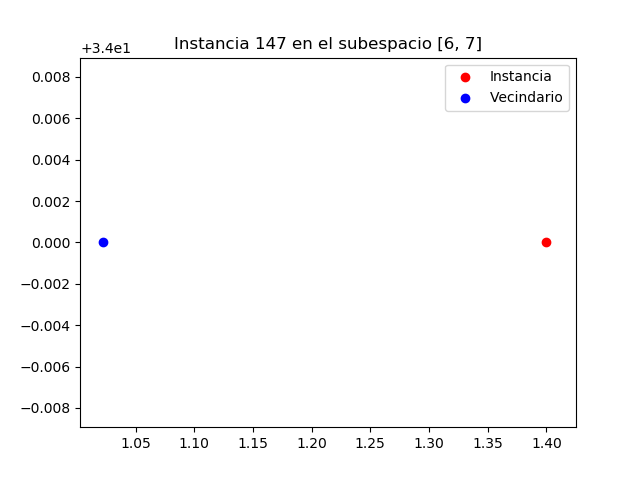 Instancia 147 en el subespacio [6, 7]
+3.4e1
Instancia
Vecindario
0.008
0.006
0.004
0.002
0.000
−0.002
−0.004
−0.006
−0.008
1.05 1.10 1.15 1.20 1.25 1.30 1.35 1.40